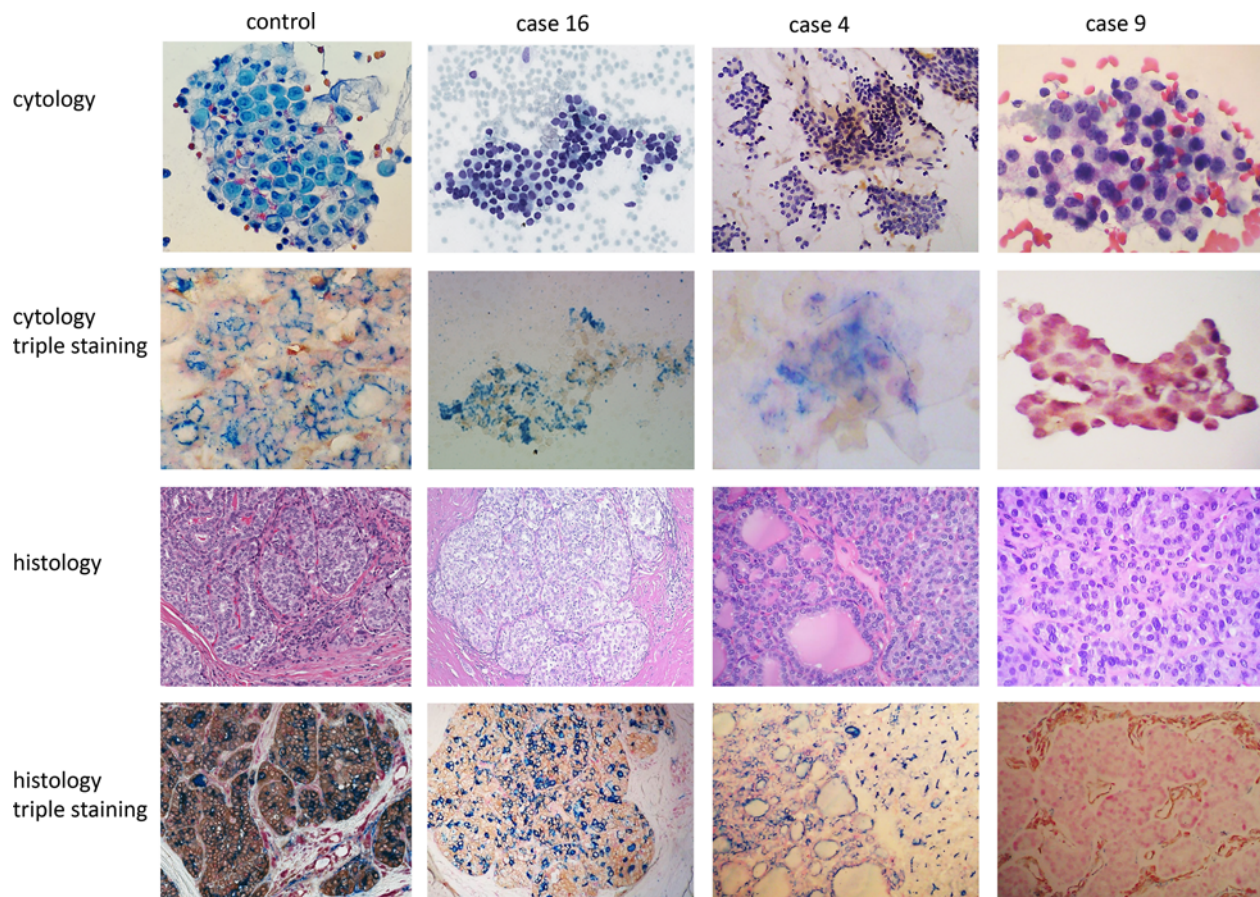 control
case 16
case 4
case 9
cytology
cytology
triple staining
histology
histology
triple staining